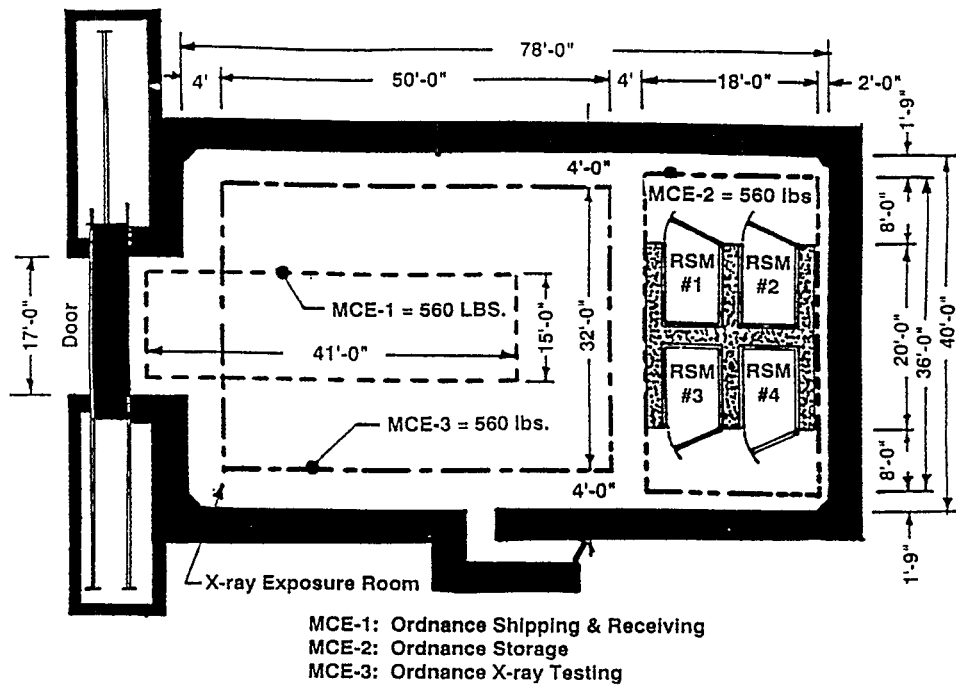 78'-0"
4'
50'-0"
4'
18'-0"
2'-0"
1'-9"
4'-0"
MCE-2 = 560 lbs
8'-0"
RSM
#1
RSM
#2
MCE-1 = 560 LBS.
17'-0"
Door
41'-0"
15'-0"
32'-0"
20'-0"
36'-0"
40'-0"
RSM
#3
RSM
#4
MCE-3 = 560 lbs.
8'-0"
4'-0"
1'-9"
X-ray Exposure Room
MCE-1: Ordnance Shipping & Receiving
MCE-2: Ordnance Storage
MCE-3: Ordnance X-ray Testing